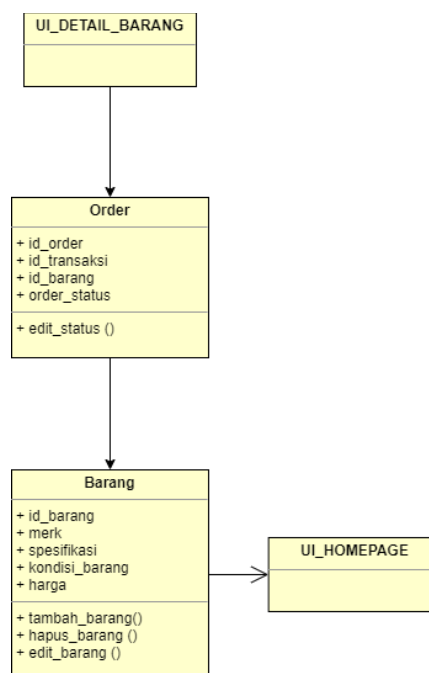 UI_DETAIL_BARANG
Order
+ id_order
+ id_transaksi
+ id_barang
+ order_status
+ edit_status ()
Barang
+ id_barang
+ merk
+ spesifikasi
+ kondisi_barang
+ harga
+ tambah_barang()
+ hapus_barang ()
+ edit_barang ()
UI_HOMEPAGE